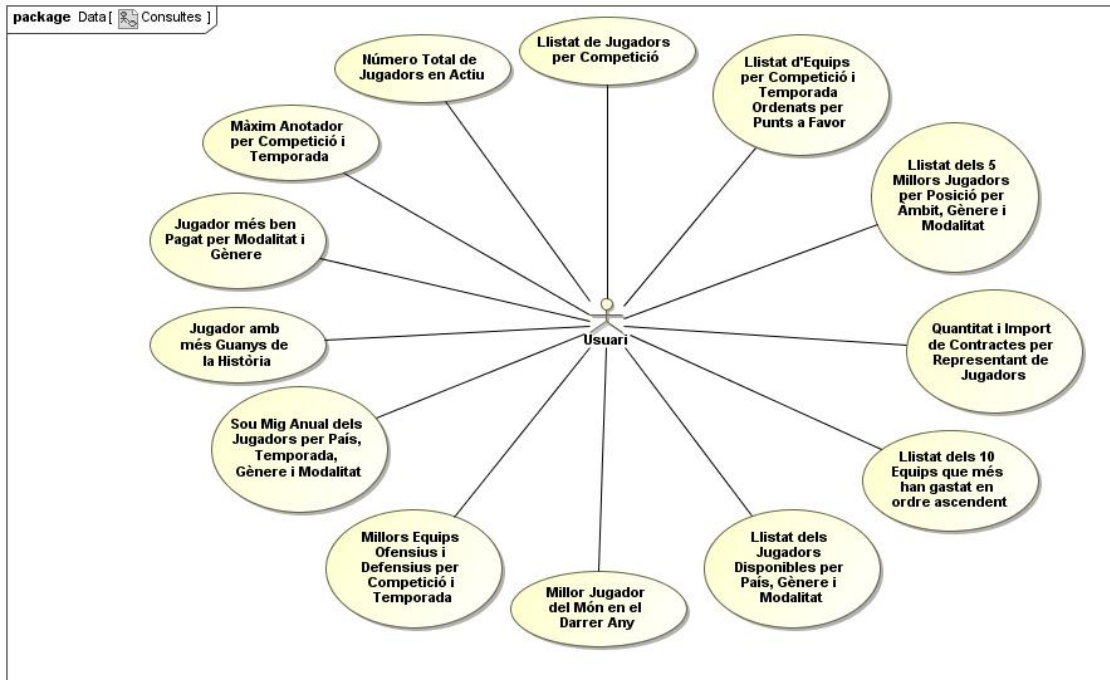 package Data [ Consultes ]
Llistat de Jugadors
per Competició
Número Total de
Jugadors en Actiu
Llistat d'Equips
per Competició i
Temporada
Ordenats per
Punts a Favor
Màxim Anotador
per Competició i
Temporada
Llistat dels 5
Millors Jugadors
per Posició per
Àmbit, Gènere i
Modalitat
Jugador més ben
Pagat per Modalitat i
Gènere
Usuari
Jugador amb
més Guanys de
la Història
Quantitat i Import
de Contractes per
Representant de
Jugadors
Sou Mig Anual dels
Jugadors per País,
Temporada,
Gènere i Modalitat
Llistat dels 10
Equips que més
han gastat en
ordre ascendent
Millors Equips
Ofensius i
Defensius per
Competició i
Temporada
Llistat dels
Jugadors
Disponibles per
País, Gènere i
Modalitat
Millor Jugador
del Món en el
Darrer Any